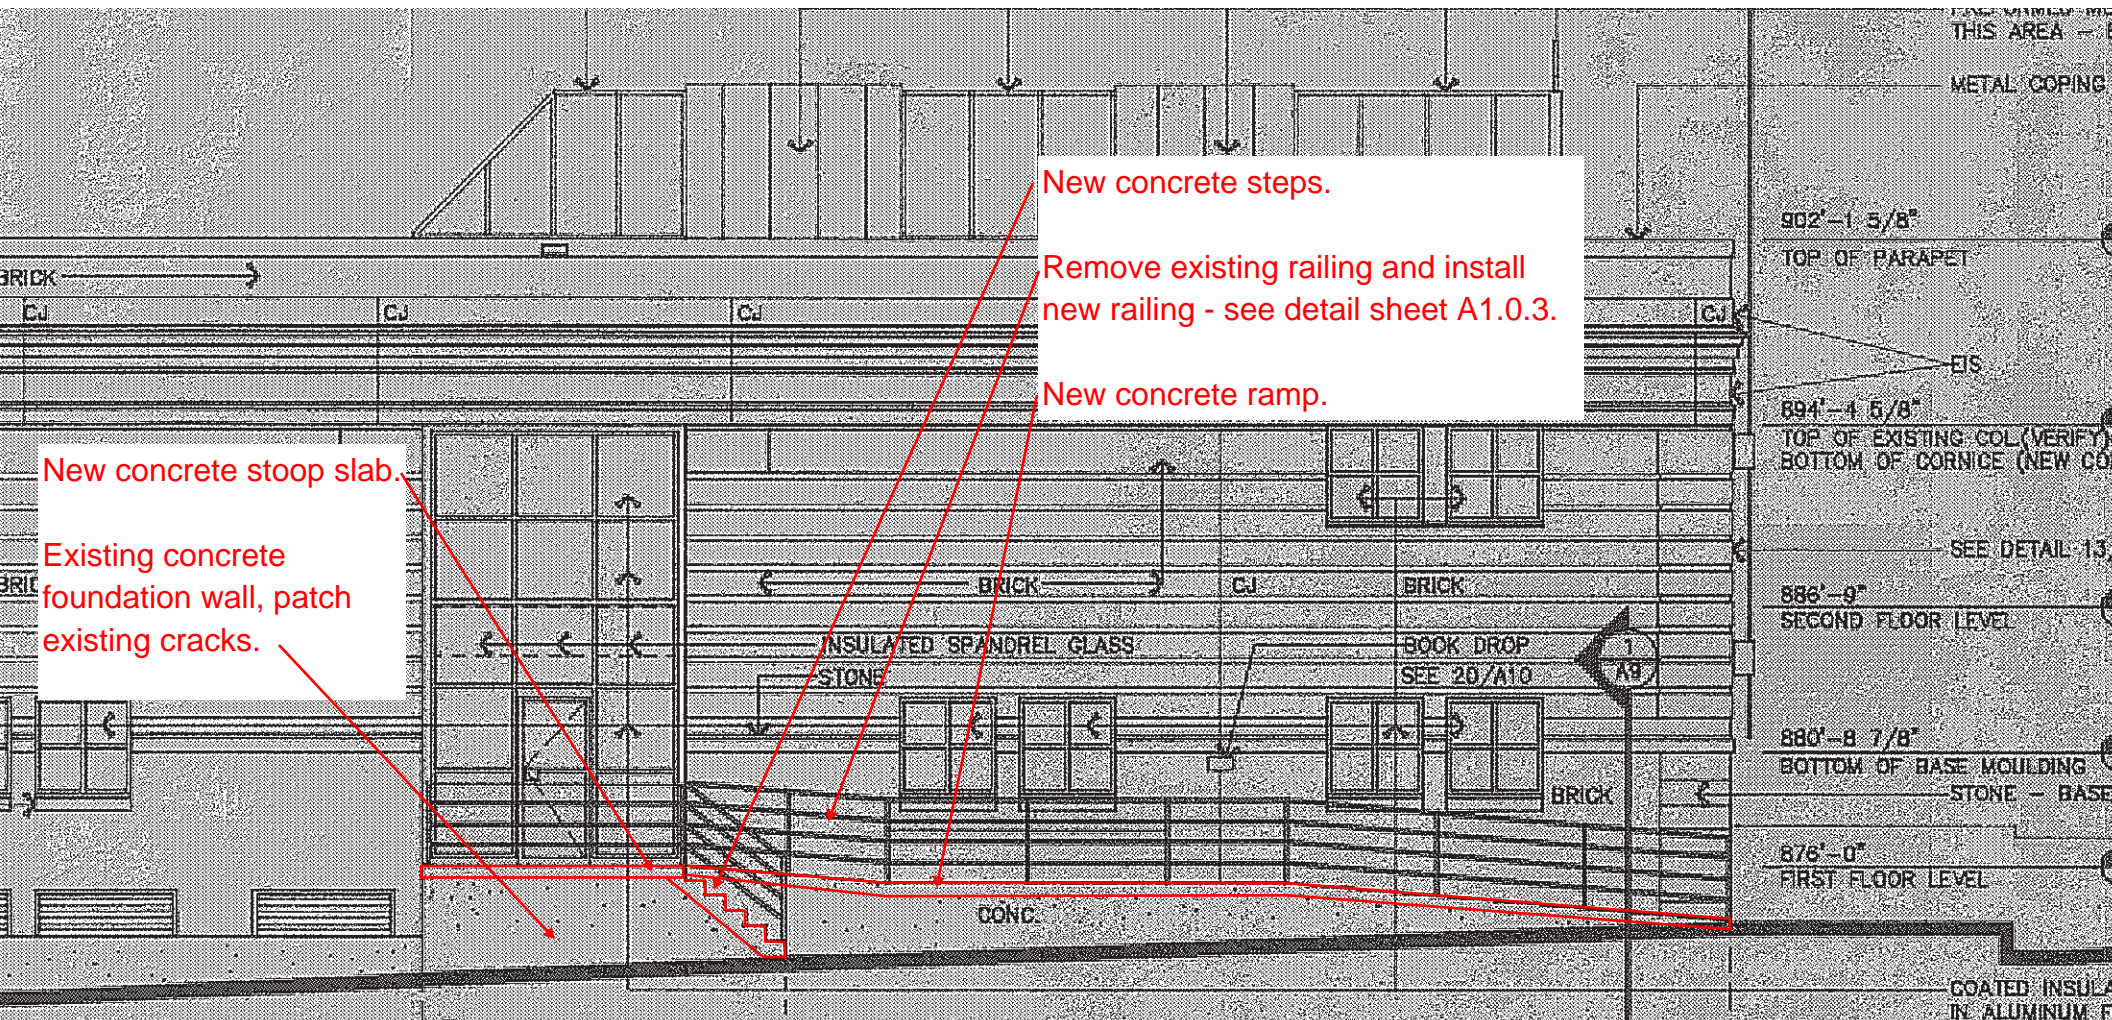 THIS AREA –
METAL COPING
New concrete steps.
Remove existing railing and install
new railing - see detail sheet A1.0.3.
New concrete ramp.
902'-1 5/8"
TOP OF PARAPET
BRICK
CJ
CJ
CJ
CJ
EIS
894'-4 5/8"
TOP OF EXISTING COL.(VERIFY)
BOTTOM OF CORNICE (NEW
New concrete stoop slab.
Existing concrete
foundation wall, patch
existing cracks.
SEE DETAIL 13,
BRICK
CJ
BRICK
886'-9"
SECOND FLOOR LEVEL
INSULATED SPANDREL GLASS
BOOK DROP
SEE 20/A10
1
A9
STONE
880'-8 7/8"
BOTTOM OF BASE MOULDING
STONE – BASE
BRICK
876'-0"
FIRST FLOOR LEVEL
CONC.
COATED
IN ALUMINUM